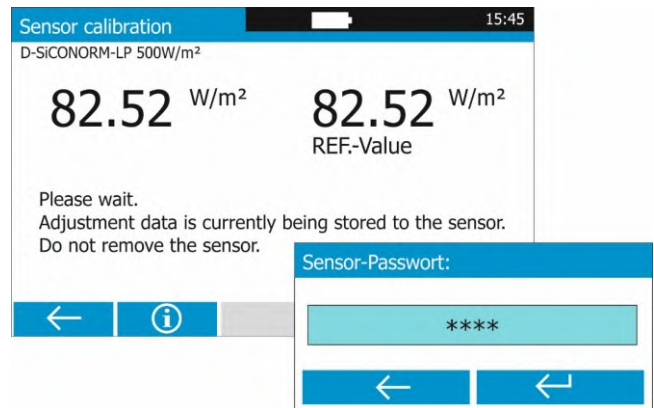 Sensor calibration 15:45
D-SiCONORM-LP 500W/m²
82.52 W/m² 82.52 W/m²
REF.-Value
Please wait.
Adjustment data is currently being stored to the sensor.
Do not remove the sensor.
Sensor-Passwort:
****